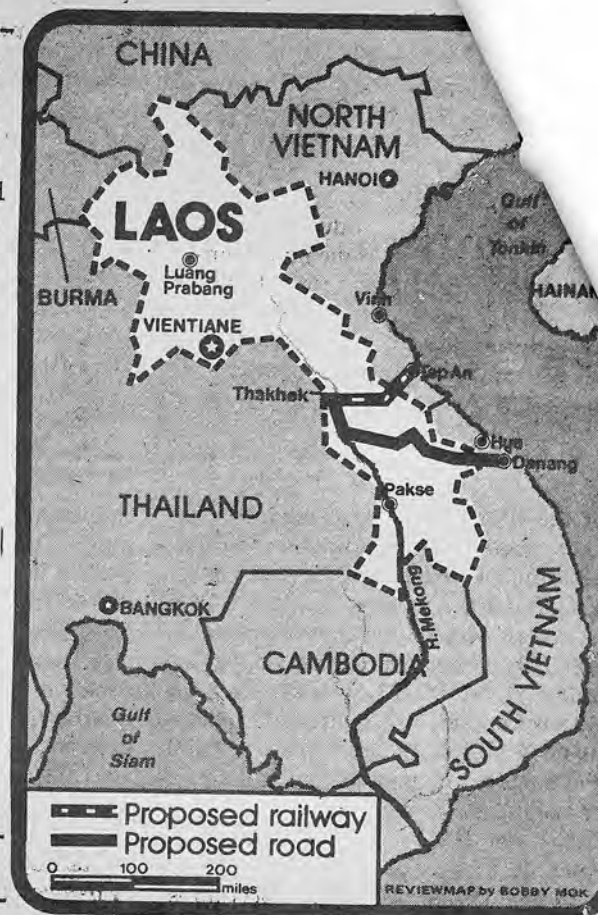 CHINA
NORTH
VIETNAM
HANOI
LAOS
Gulf
of
Tonkin
Luang
Prabang
BURMA
Vinh
HAINAN
VIENTIANE
Tap An
Thakhek
Hue
Danang
THAILAND
Pakse
BANGKOK
R. Mekong
CAMBODIA
SOUTH VIETNAM
Gulf
of
Siam
Proposed railway
Proposed road
0 100 200
miles
REVIEWMAP by BOBBY MOK